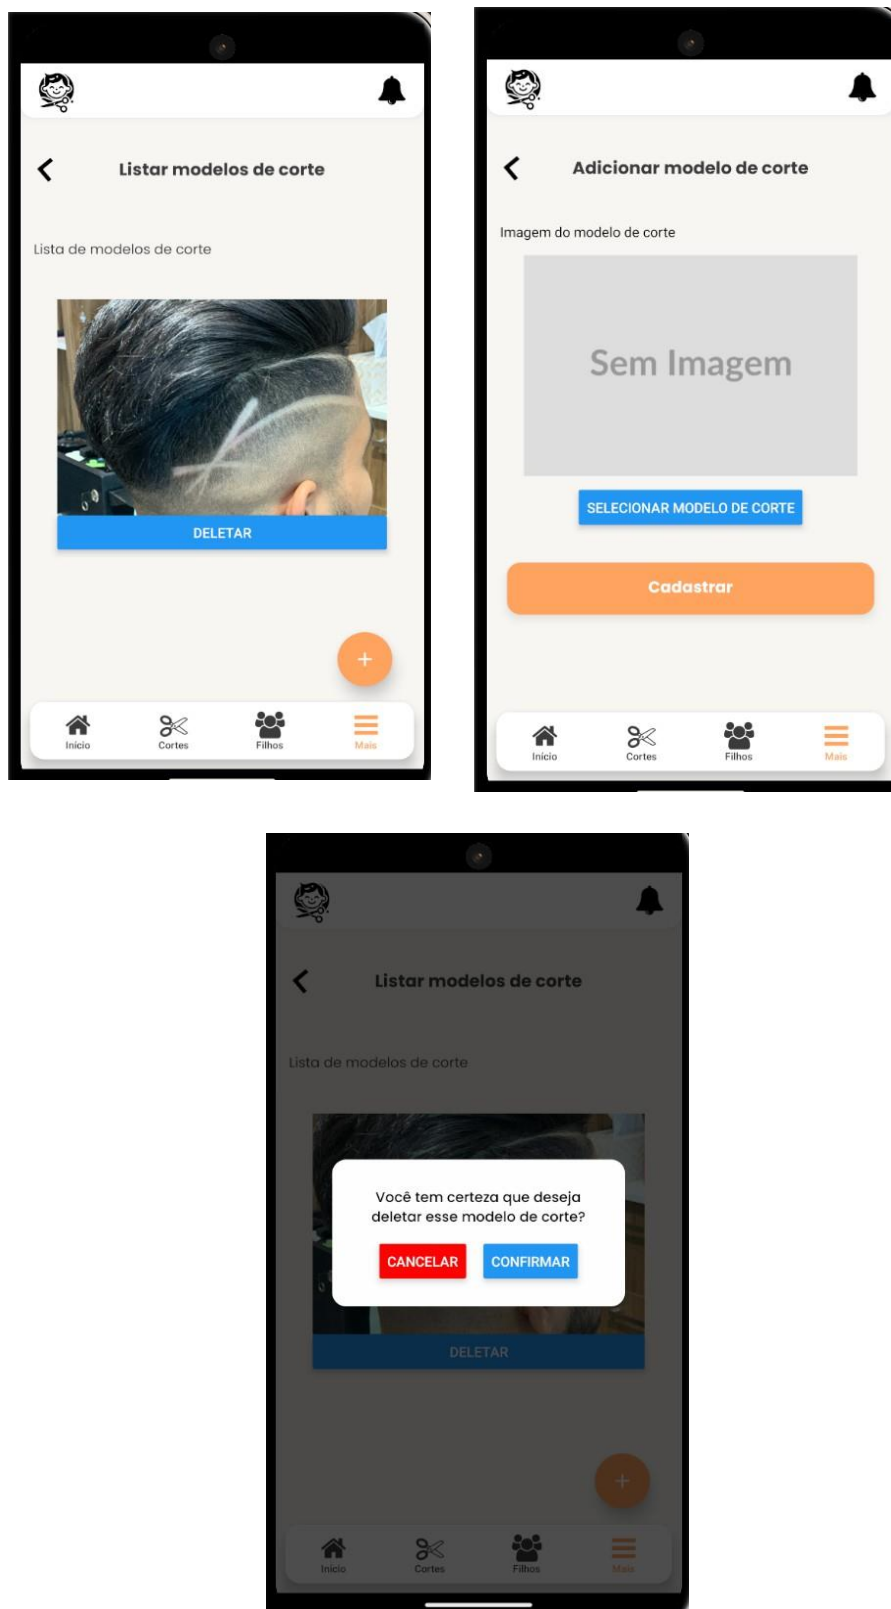 Listar modelos de corte
Lista de modelos de corte
DELETAR
+
Início
Cortes
Filhos
Mais
Adicionar modelo de corte
Imagem do modelo de corte
Sem Imagem
SELECIONAR MODELO DE CORTE
Cadastrar
Início
Cortes
Filhos
Mais
Listar modelos de corte
Lista de modelos de corte
Você tem certeza que deseja
deletar esse modelo de corte?
CANCELAR
CONFIRMAR
DELETAR
+
Início
Cortes
Filhos
Mais